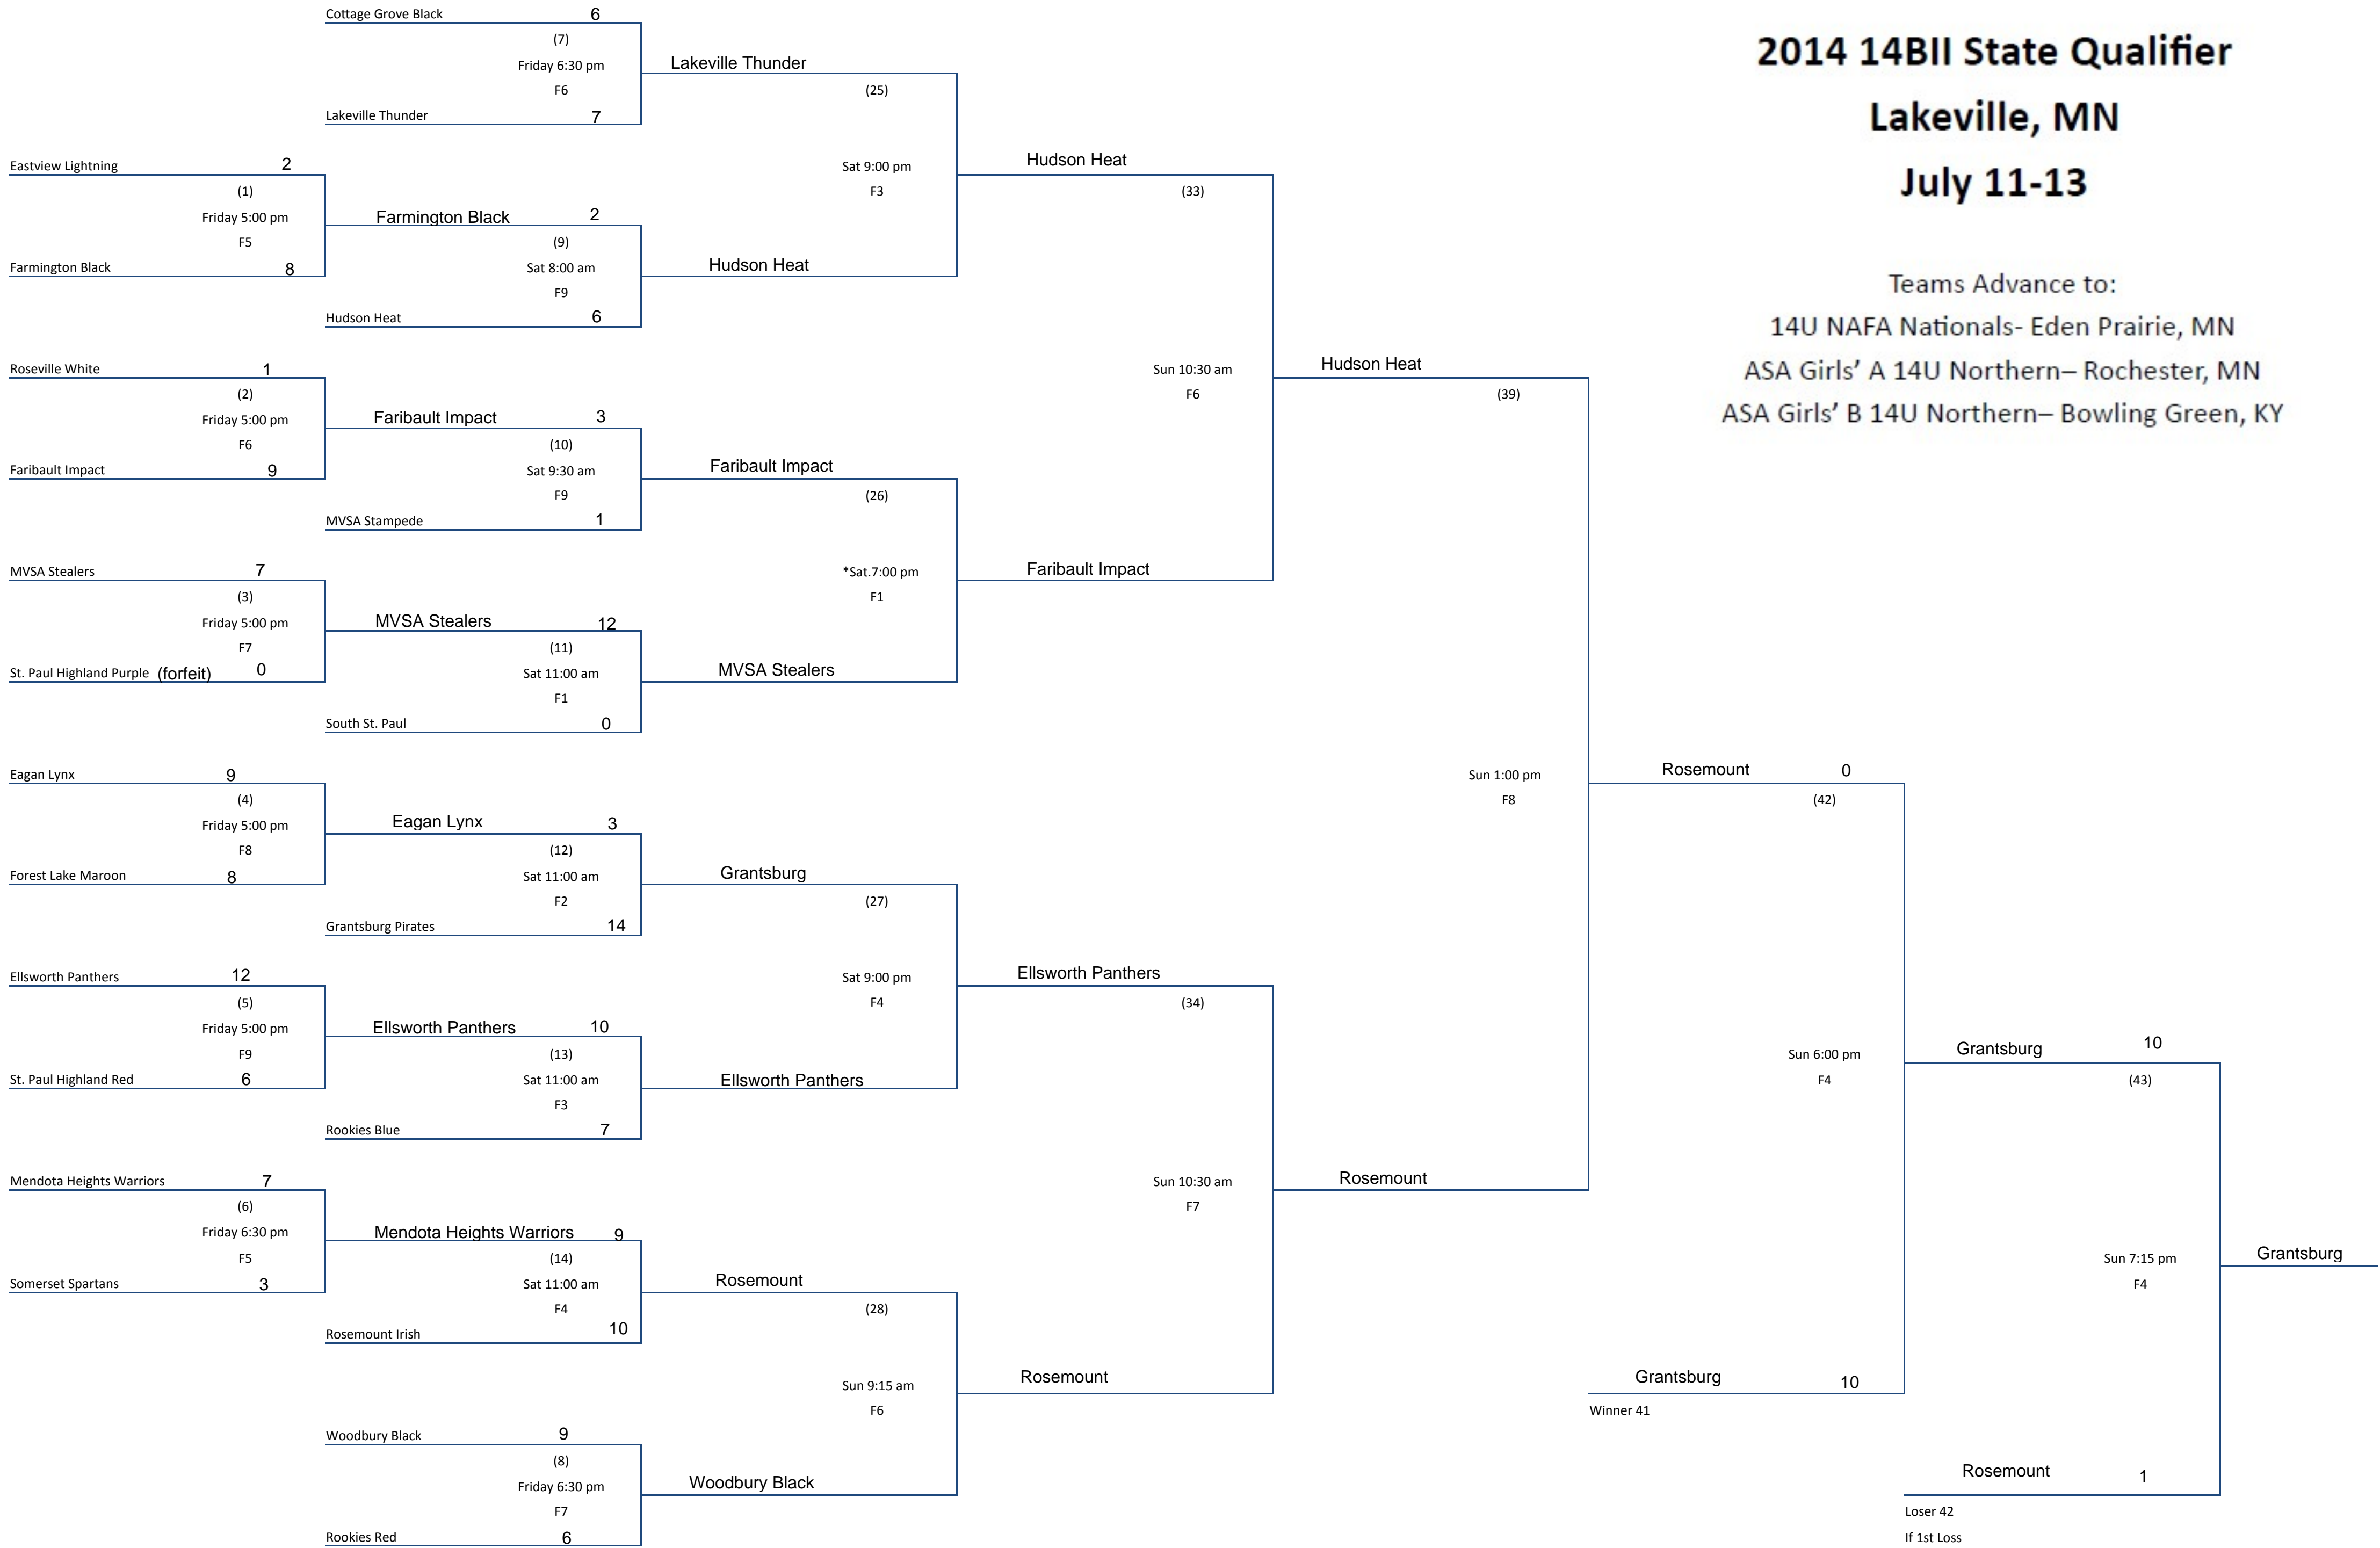 2014 14BII State Qualifier
Lakeville, MN
July 11-13
Teams Advance to:
14U NAFA Nationals- Eden Prairie, MN
ASA Girls’ A 14U Northern– Rochester, MN
ASA Girls’ B 14U Northern– Bowling Green, KY
Eastview Lightning 2
(1)
Friday 5:00 pm
F5
Farmington Black 8
Roseville White 1
(2)
Friday 5:00 pm
F6
Faribault Impact 9
MVSA Stealers 7
(3)
Friday 5:00 pm
F7
St. Paul Highland Purple (forfeit) 0
Eagan Lynx 9
(4)
Friday 5:00 pm
F8
Forest Lake Maroon 8
Ellsworth Panthers 12
(5)
Friday 5:00 pm
F9
St. Paul Highland Red 6
Mendota Heights Warriors 7
(6)
Friday 6:30 pm
F5
Somerset Spartans 3
Cottage Grove Black 6
(7)
Friday 6:30 pm
F6
Lakeville Thunder 7
Farmington Black 2
(9)
Sat 8:00 am
F9
Hudson Heat 6
Faribault Impact 3
(10)
Sat 9:30 am
F9
MVSA Stampede 1
MVSA Stealers 12
(11)
Sat 11:00 am
F1
South St. Paul 0
Eagan Lynx 3
(12)
Sat 11:00 am
F2
Grantsburg Pirates 14
Ellsworth Panthers 10
(13)
Sat 11:00 am
F3
Rookies Blue 7
Mendota Heights Warriors 9
(14)
Sat 11:00 am
F4
Rosemount Irish 10
Woodbury Black 9
(8)
Friday 6:30 pm
F7
Rookies Red 6
Lakeville Thunder
(25)
Sat 9:00 pm
F3
Hudson Heat
Faribault Impact
(26)
*Sat.7:00 pm
F1
MVSA Stealers
Grantsburg
(27)
Sat 9:00 pm
F4
Ellsworth Panthers
Rosemount
(28)
Sun 9:15 am
F6
Woodbury Black
Hudson Heat
(33)
Sun 10:30 am
F6
Faribault Impact
Ellsworth Panthers
(34)
Sun 10:30 am
F7
Rosemount
Hudson Heat
(39)
Sun 1:00 pm
F8
Rosemount
Rosemount 0
(42)
Sun 6:00 pm
F4
Grantsburg 10
Winner 41
Grantsburg 10
(43)
Sun 7:15 pm
F4
Rosemount 1
Loser 42
If 1st Loss
Grantsburg